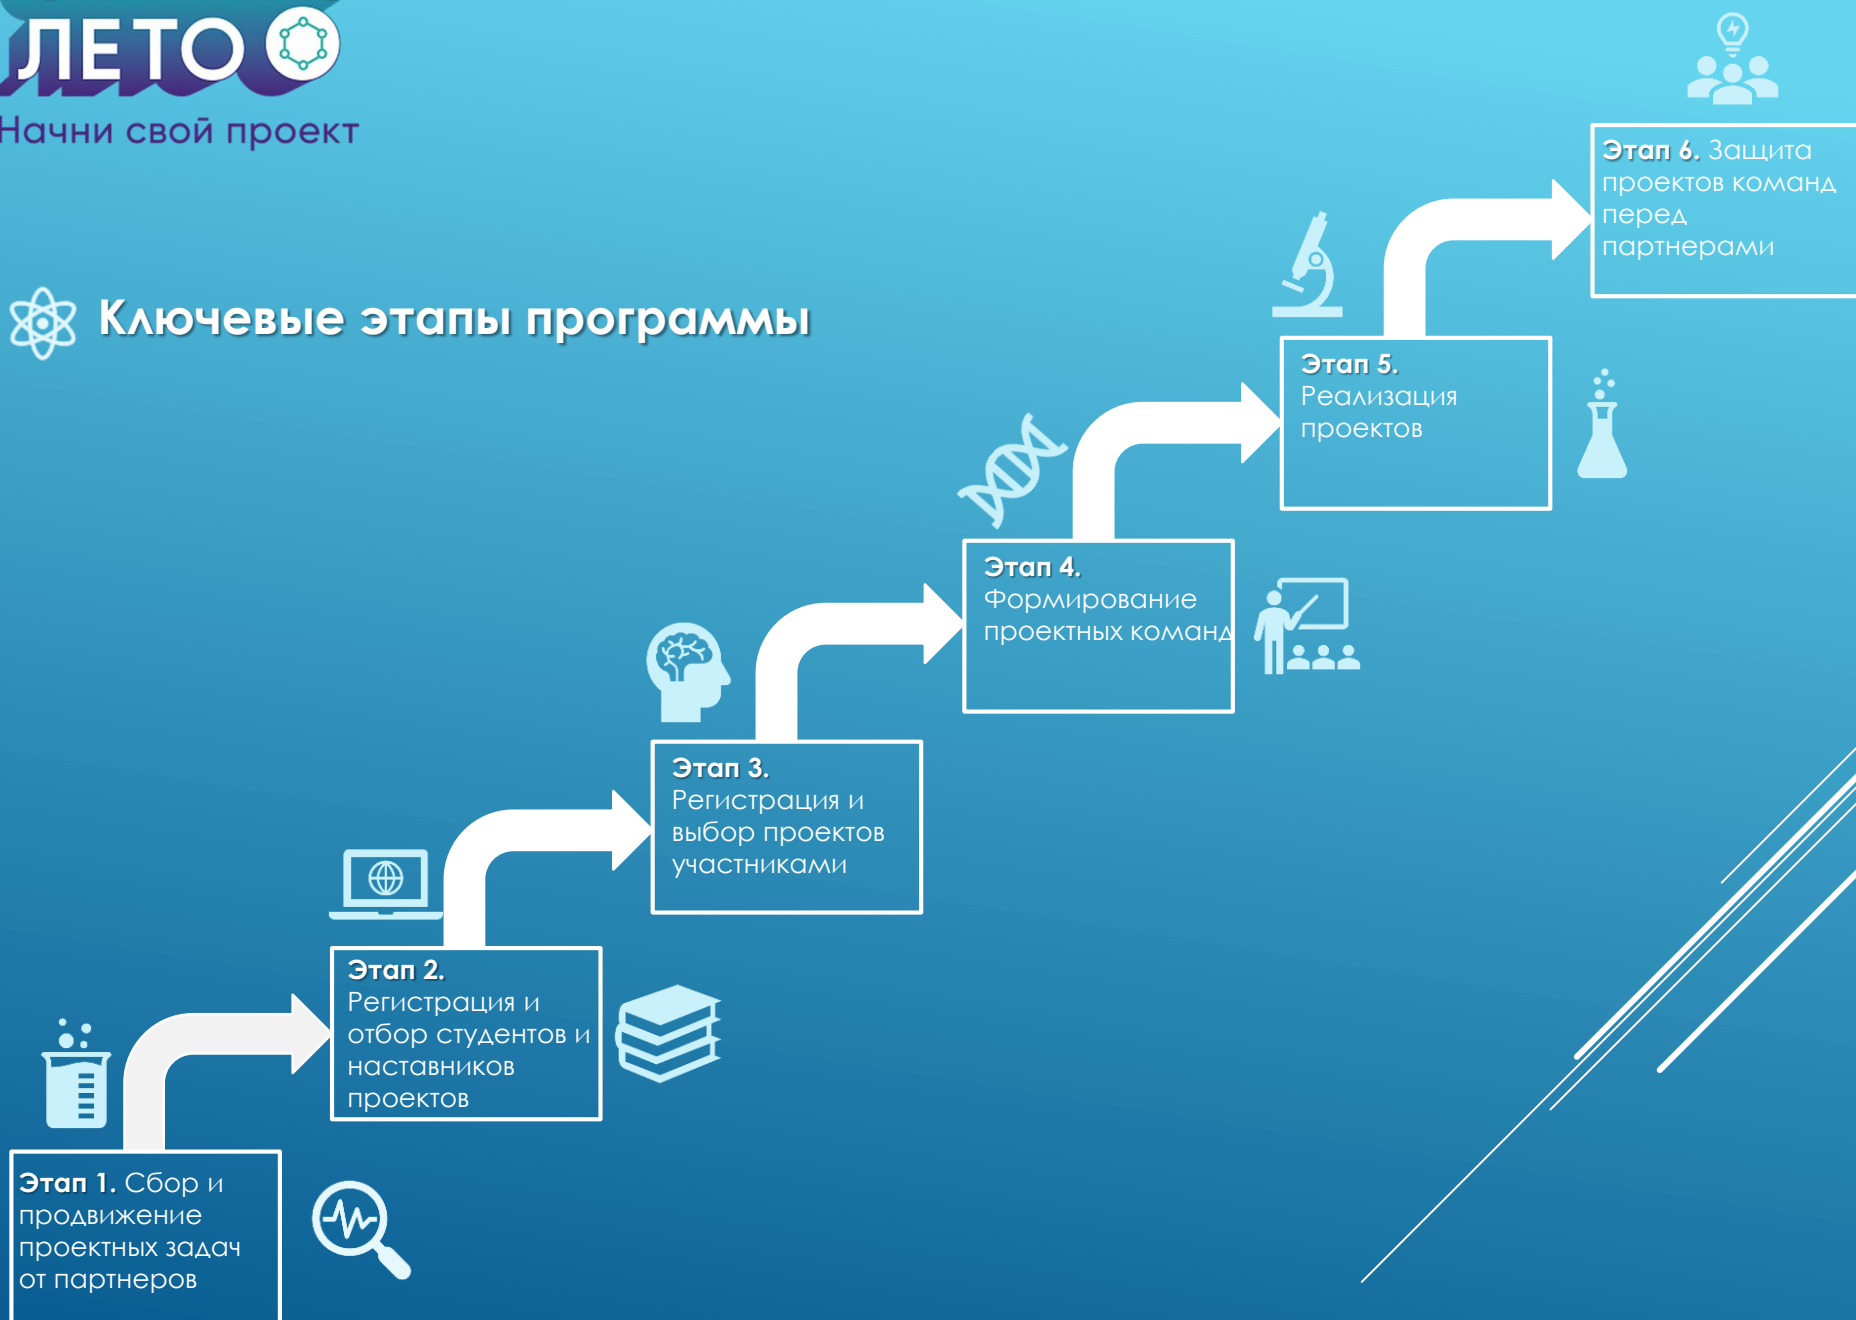 ЛЕТО
Начни свой проект
Ключевые этапы программы
Этап 6. Защита
проектов команд
перед
партнерами
Этап 5.
Реализация
проектов
Этап 4.
Формирование
проектных команд
Этап 3.
Регистрация и
выбор проектов
участниками
Этап 2.
Регистрация и
отбор студентов и
наставников
проектов
Этап 1. Сбор и
продвижение
проектных задач
от партнеров